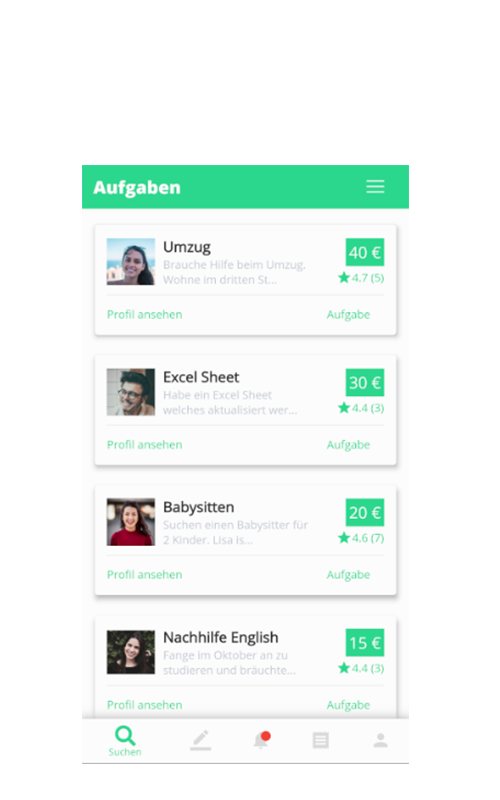 Aufgaben
Umzug
40 €
Brauche Hilfe beim Umzug.
Wohne im dritten St...
4.7 (5)
Profil ansehen
Aufgabe
Excel Sheet
30 €
Habe ein Excel Sheet
welches aktualisiert wer...
4.4 (3)
Profil ansehen
Aufgabe
Babysitten
20 €
Suchen einen Babysitter für
2 Kinder. Lisa is...
4.6 (7)
Profil ansehen
Aufgabe
Nachhilfe English
15 €
Fange im Oktober an zu
studieren und bräuchte...
4.4 (3)
Profil ansehen
Aufgabe
Suchen